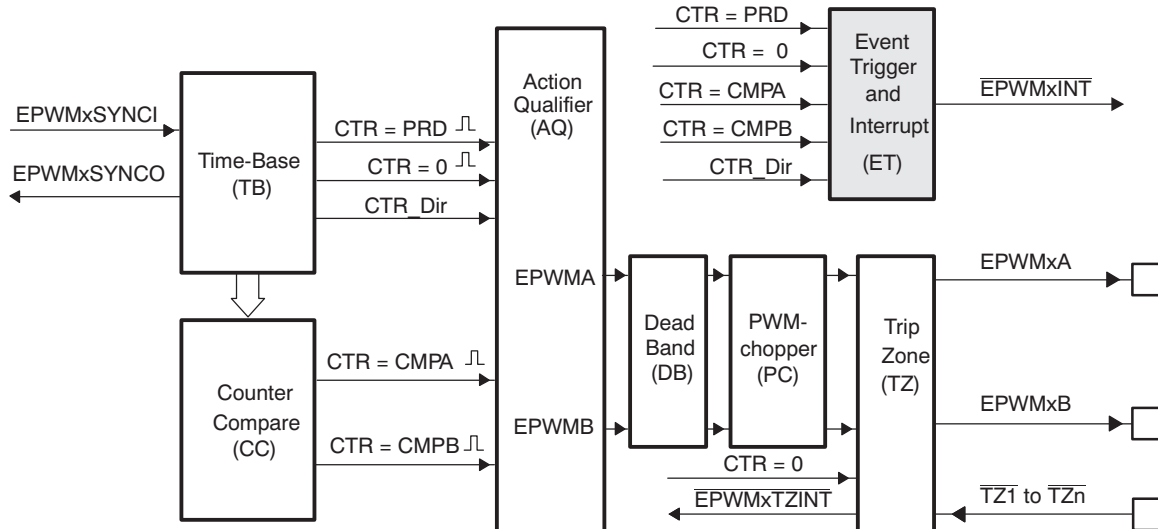 EPWMxSYNCI
EPWMxSYNCO
Time-Base
(TB)
CTR = PRD
CTR = 0
CTR_Dir
Counter
Compare
(CC)
CTR = CMPA
CTR = CMPB
Action
Qualifier
(AQ)
EPWMA
EPWMB
CTR = PRD
CTR = 0
CTR = CMPA
CTR = CMPB
CTR_Dir
Event
Trigger
and
Interrupt
(ET)
EPWMxINT
Dead
Band
(DB)
PWM-
chopper
(PC)
Trip
Zone
(TZ)
CTR = 0
EPWMxTZINT
EPWMxA
EPWMxB
TZ1 to TZn